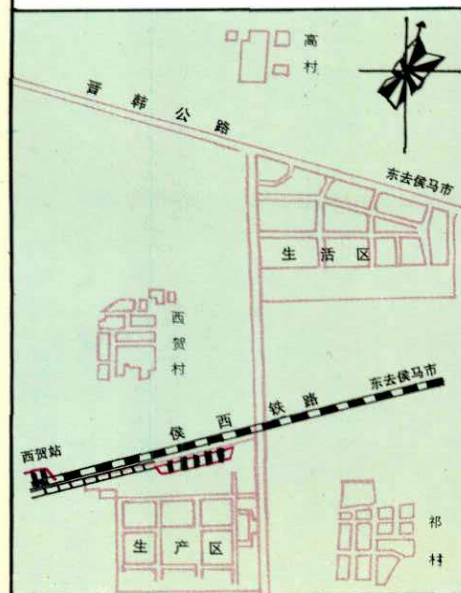 高村
晋韩公路
东去侯马市
生活区
西贺村
东去侯马市
侯西铁路
西贺站
生产区
祁村